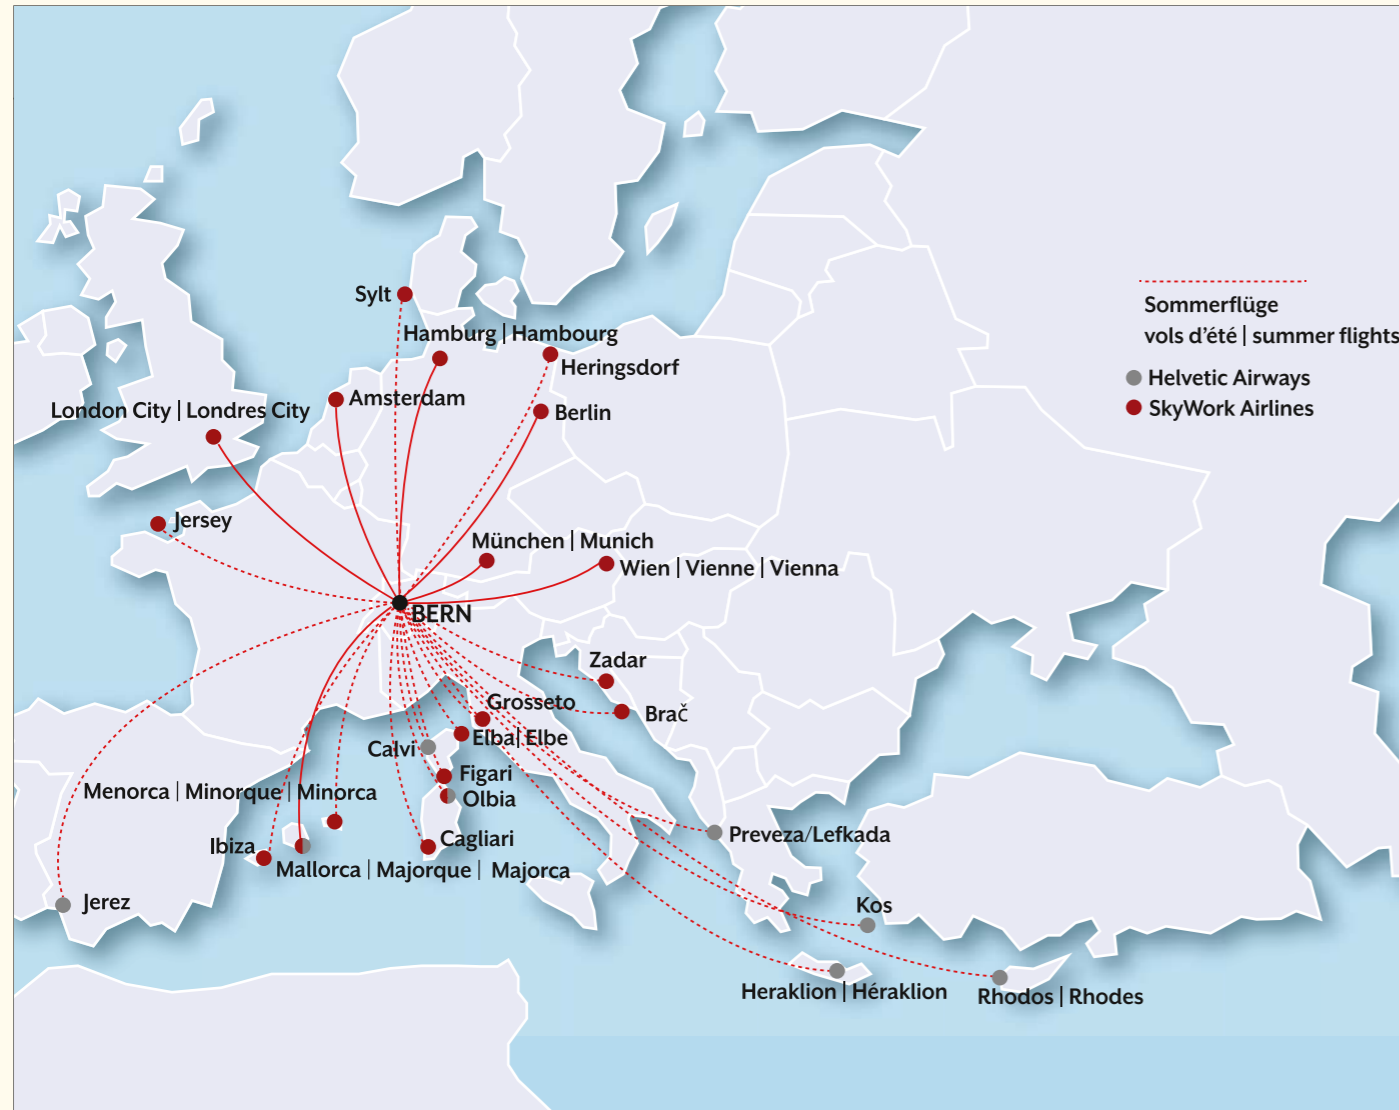 Sylt
Sommerflüge
vols d'été | summer flights
Hamburg | Hambourg
Heringsdorf
Helvetic Airways
Amsterdam
SkyWork Airlines
London City | Londres City
Berlin
Jersey
München | Munich
Wien | Vienne | Vienna
BERN
Zadar
Grosseto
Brač
Elba | Elbe
Calvi
Figari
Menorca | Minorque | Minorca
Olbia
Preveza/Lefkada
Cagliari
Ibiza
Mallorca | Majorque | Majorca
Jerez
Kos
Heraklion | Héraklion
Rhodos | Rhodes